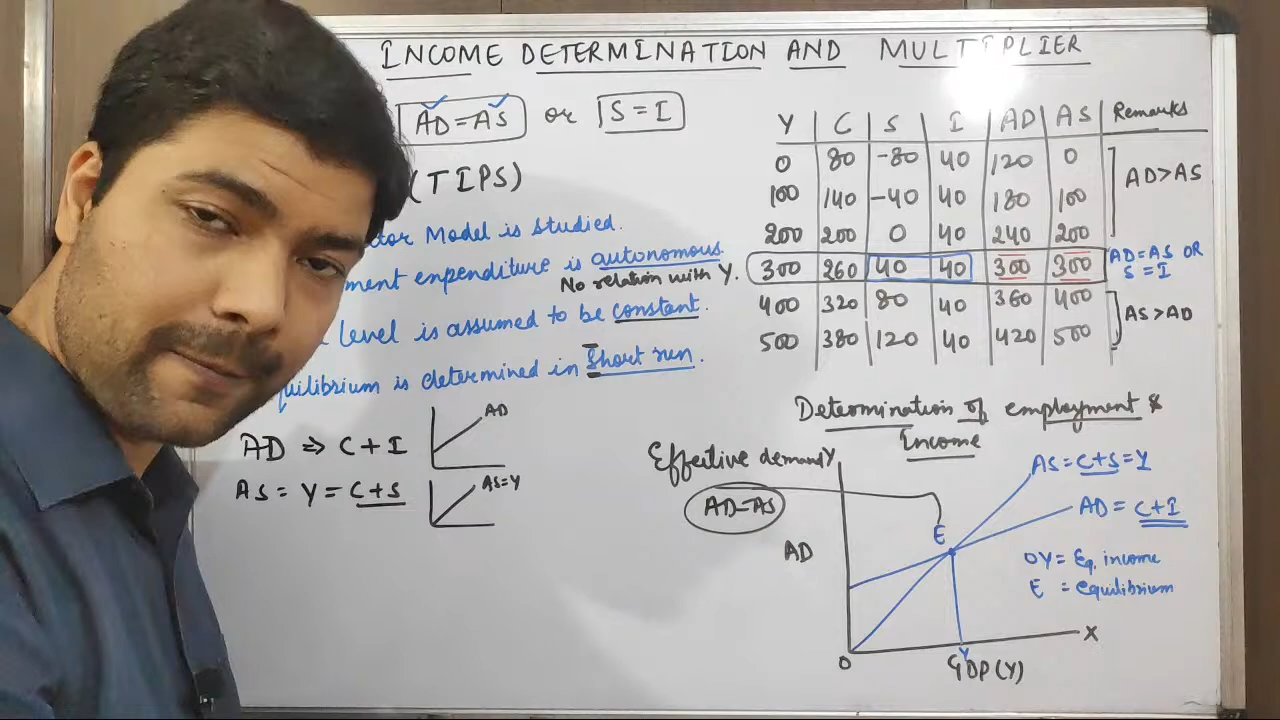 INCOME DETERMINATION AND MULTIPLIER
AD=AS or S=I
(TIPS)
Model is studied.
enpenditure is autonomous
No relation with Y.
level is assumed to be constant.
is determined in Short run.
AD ⇒ C+I
AD
AS = Y = C+S
AS=Y
Y C S I AD AS Remarks
0 80 -80 40 120 0
100 140 -40 40 180 100
200 200 0 40 240 200
300 260 40 40 300 300
400 320 80 40 360 400
500 380 120 40 420 500
AD>AS
AD=AS OR
S=I
AS>AD
Determination of employment &
Income
Effective demand
AD=AS
Y
AD
E
AS=C+S=Y
AD= C+I
OY= Eq. income
E = equilibrium
O
Y
X
GDP(Y)